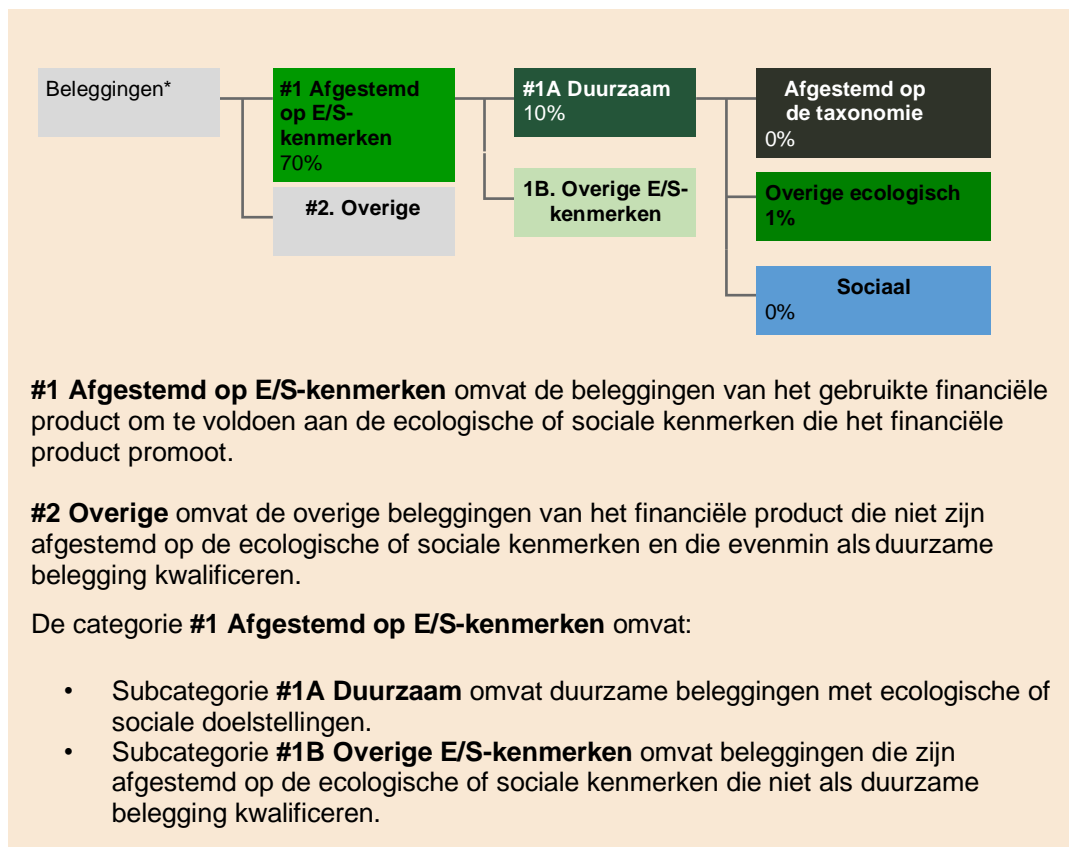 Beleggingen*
#1 Afgestemd
op E/S-
kenmerken
70%
#2. Overige
#1A Duurzaam
10%
1B. Overige E/S-
kenmerken
Afgestemd op
de taxonomie
0%
Overige ecologisch
1%
Sociaal
0%
#1 Afgestemd op E/S-kenmerken omvat de beleggingen van het gebruikte financiële
product om te voldoen aan de ecologische of sociale kenmerken die het financiële
product promoot.
#2 Overige omvat de overige beleggingen van het financiële product die niet zijn
afgestemd op de ecologische of sociale kenmerken en die evenmin als duurzame
belegging kwalificeren.
De categorie #1 Afgestemd op E/S-kenmerken omvat:
• Subcategorie #1A Duurzaam omvat duurzame beleggingen met ecologische of
sociale doelstellingen.
• Subcategorie #1B Overige E/S-kenmerken omvat beleggingen die zijn
afgestemd op de ecologische of sociale kenmerken die niet als duurzame
belegging kwalificeren.